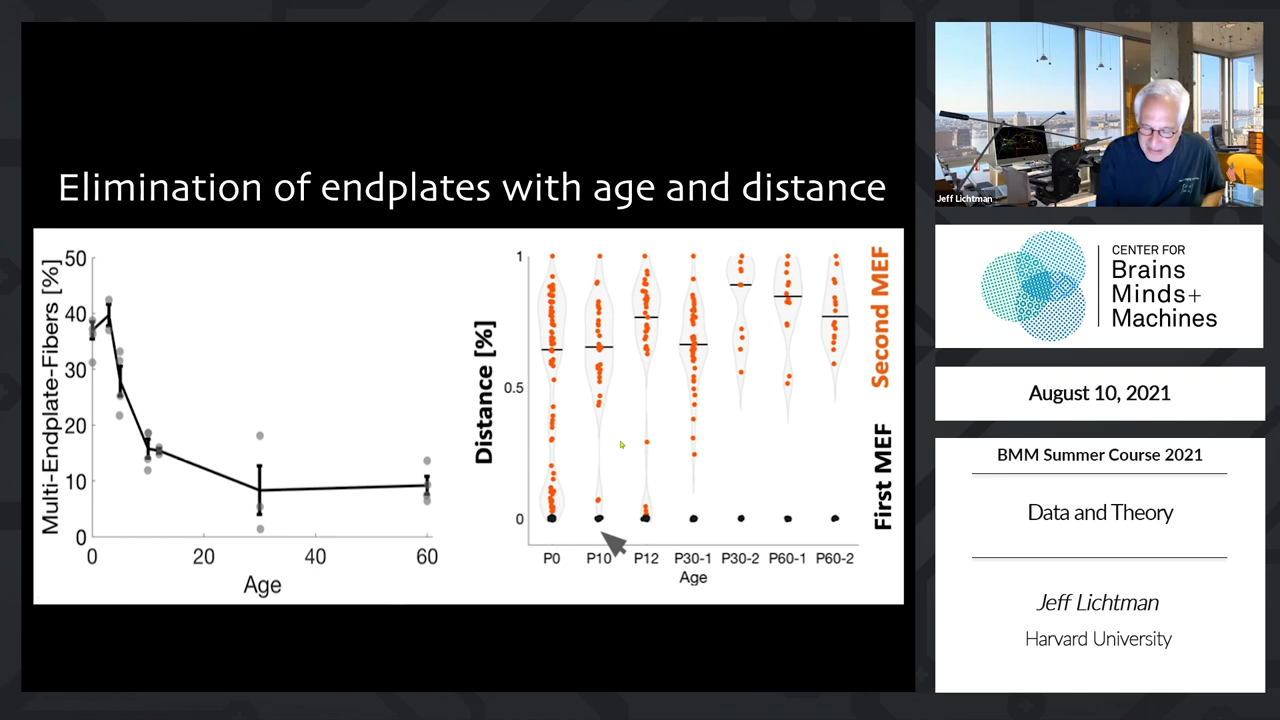 Elimination of endplates with age and distance
Multi-Endplate-Fibers [%]
50
40
30
20
10
0
0 20 40 60
Age
Distance [%]
1
0.5
0
P0 P10 P12 P30-1 P30-2 P60-1 P60-2
Age
Second MEF
First MEF
Jeff Lichtman
CENTER FOR
Brains
Minds+
Machines
August 10, 2021
BMM Summer Course 2021
Data and Theory
Jeff Lichtman
Harvard University